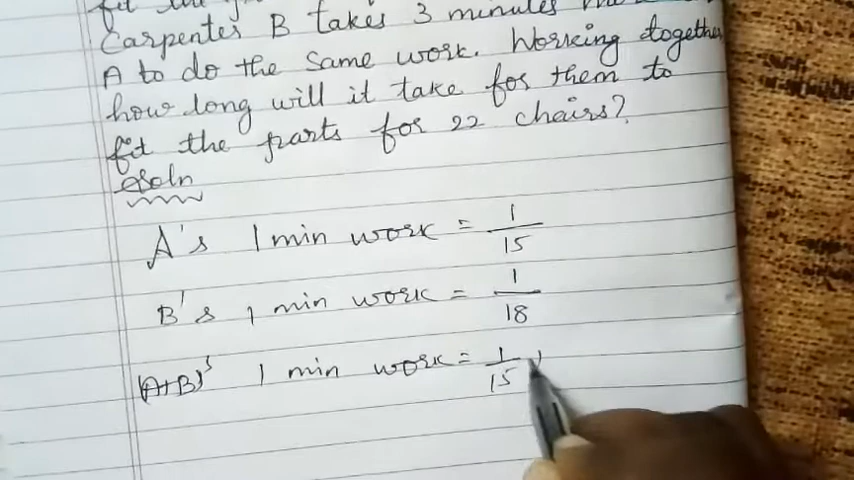 fit the
Carpenter B takes 3 minutes
A to do the same work. Working together
how long will it take for them to
fit the parts for 22 chairs?
Soln
A's 1 min work = 1/15
B's 1 min work = 1/18
(A+B)'s 1 min work = 1/15 +